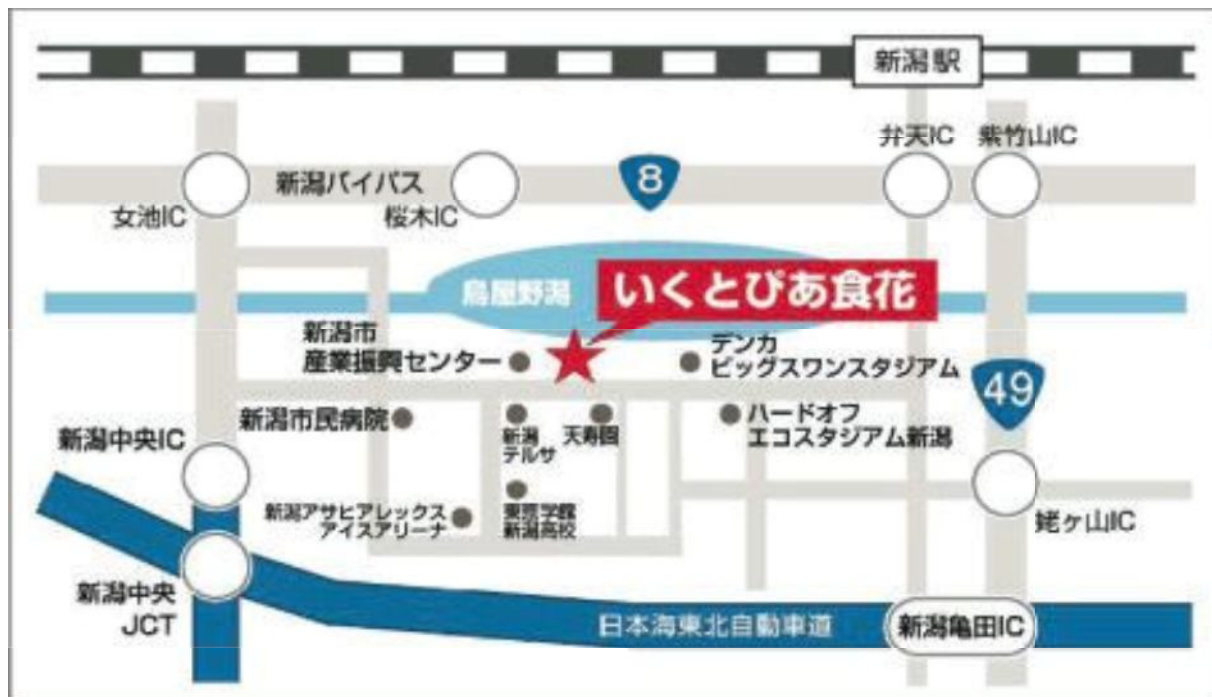 新潟駅
弁天IC
紫竹山IC
新潟バイパス
8
女池IC
桜木IC
鳥屋野潟
いくとぴあ食花
新潟市
産業振興センター
デンカ
ビッグスワンスタジアム
49
新潟市民病院
新潟
テルサ
天寿園
ハードオフ
エコスタジアム新潟
新潟中央IC
新潟アサヒアレックス
アイスアリーナ
東京学館
新潟高校
姥ヶ山IC
新潟中央
JCT
日本海東北自動車道
新潟亀田IC